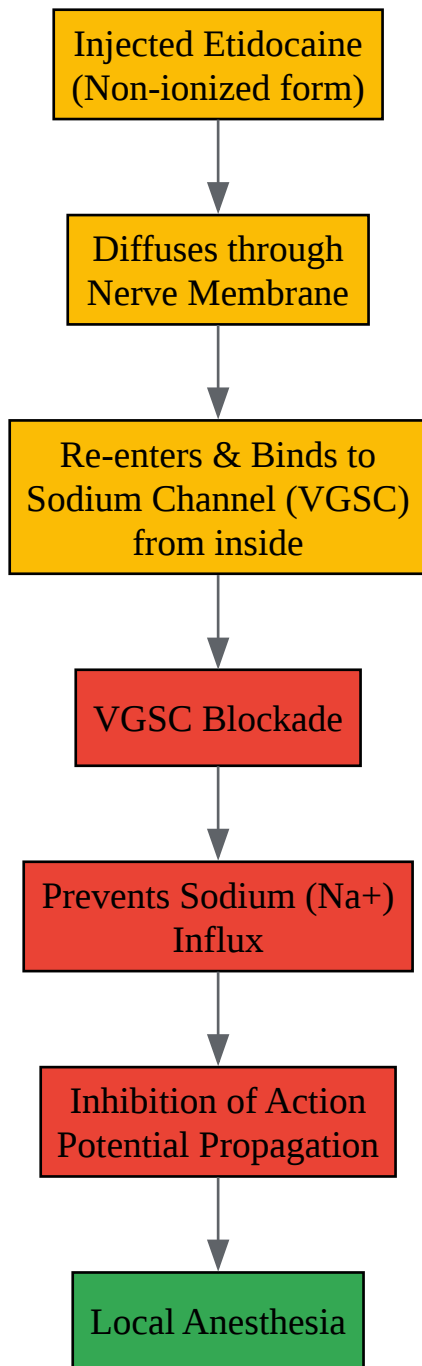 Injected Etidocaine
(Non-ionized form)
Diffuses through
Nerve Membrane
Re-enters & Binds to
Sodium Channel (VGSC)
from inside
VGSC Blockade
Prevents Sodium (Na+)
Influx
Inhibition of Action
Potential Propagation
Local Anesthesia